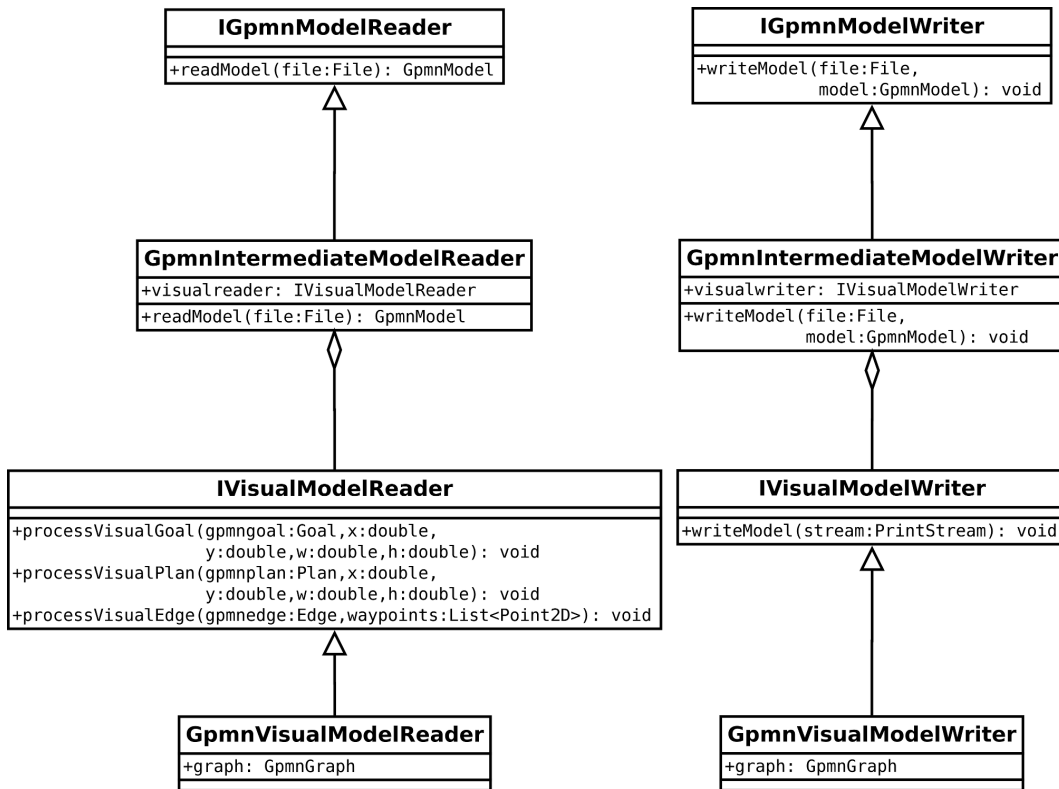 IGpmnModelReader
+readModel(file:File): GpmnModel
GpmnIntermediateModelReader
+visualreader: IVisualModelReader
+readModel(file:File): GpmnModel
IVisualModelReader
+processVisualGoal(gpmngoal:Goal,x:double,
y:double,w:double,h:double): void
+processVisualPlan(gpmnplan:Plan,x:double,
y:double,w:double,h:double): void
+processVisualEdge(gpmnedge:Edge,waypoints:List<Point2D>): void
GpmnVisualModelReader
+graph: GpmnGraph
IGpmnModelWriter
+writeModel(file:File,
model:GpmnModel): void
GpmnIntermediateModelWriter
+visualwriter: IVisualModelWriter
+writeModel(file:File,
model:GpmnModel): void
IVisualModelWriter
+writeModel(stream:PrintStream): void
GpmnVisualModelWriter
+graph: GpmnGraph